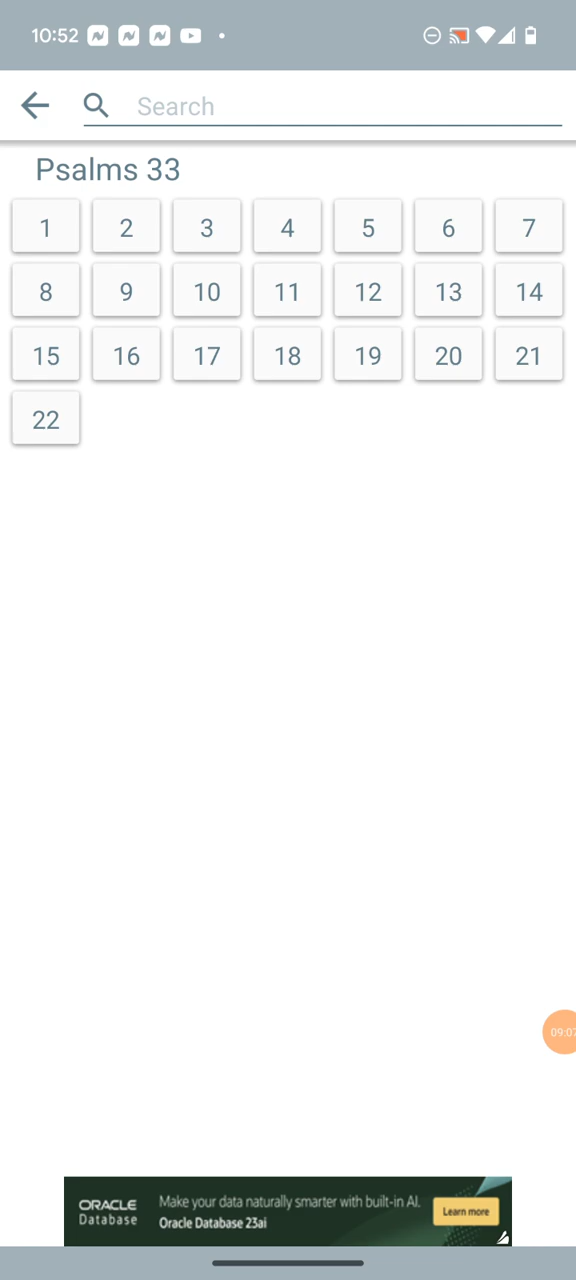 10:52
Search
Psalms 33
1 2 3 4 5 6 7
8 9 10 11 12 13 14
15 16 17 18 19 20 21
22
09:07
ORACLE
Database
Make your data naturally smarter with built-in AI.
Oracle Database 23ai
Learn more